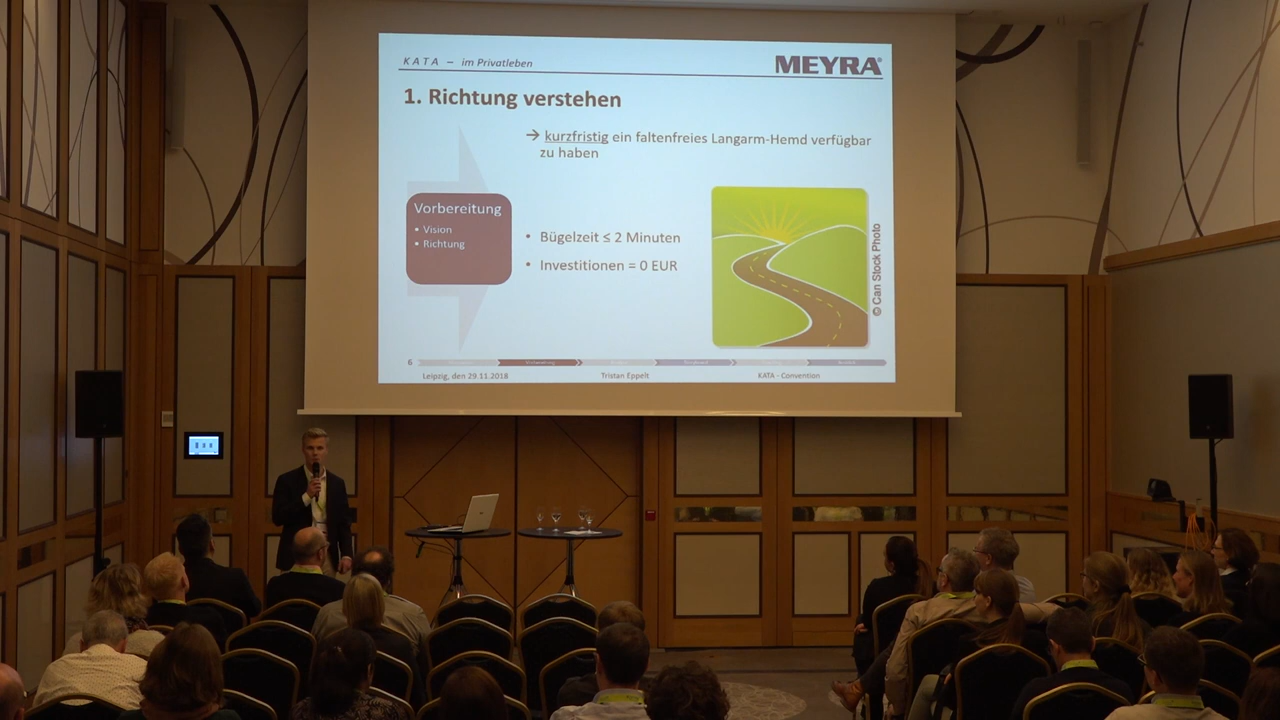 KATA – im Privatleben
MEYRA®
1. Richtung verstehen
→ kurzfristig ein faltenfreies Langarm-Hemd verfügbar
zu haben
Vorbereitung
• Vision
• Richtung
• Bügelzeit ≤ 2 Minuten
• Investitionen = 0 EUR
© Can Stock Photo
6
Vorbereitung
Leipzig, den 29.11.2018
Tristan Eppelt
KATA - Convention